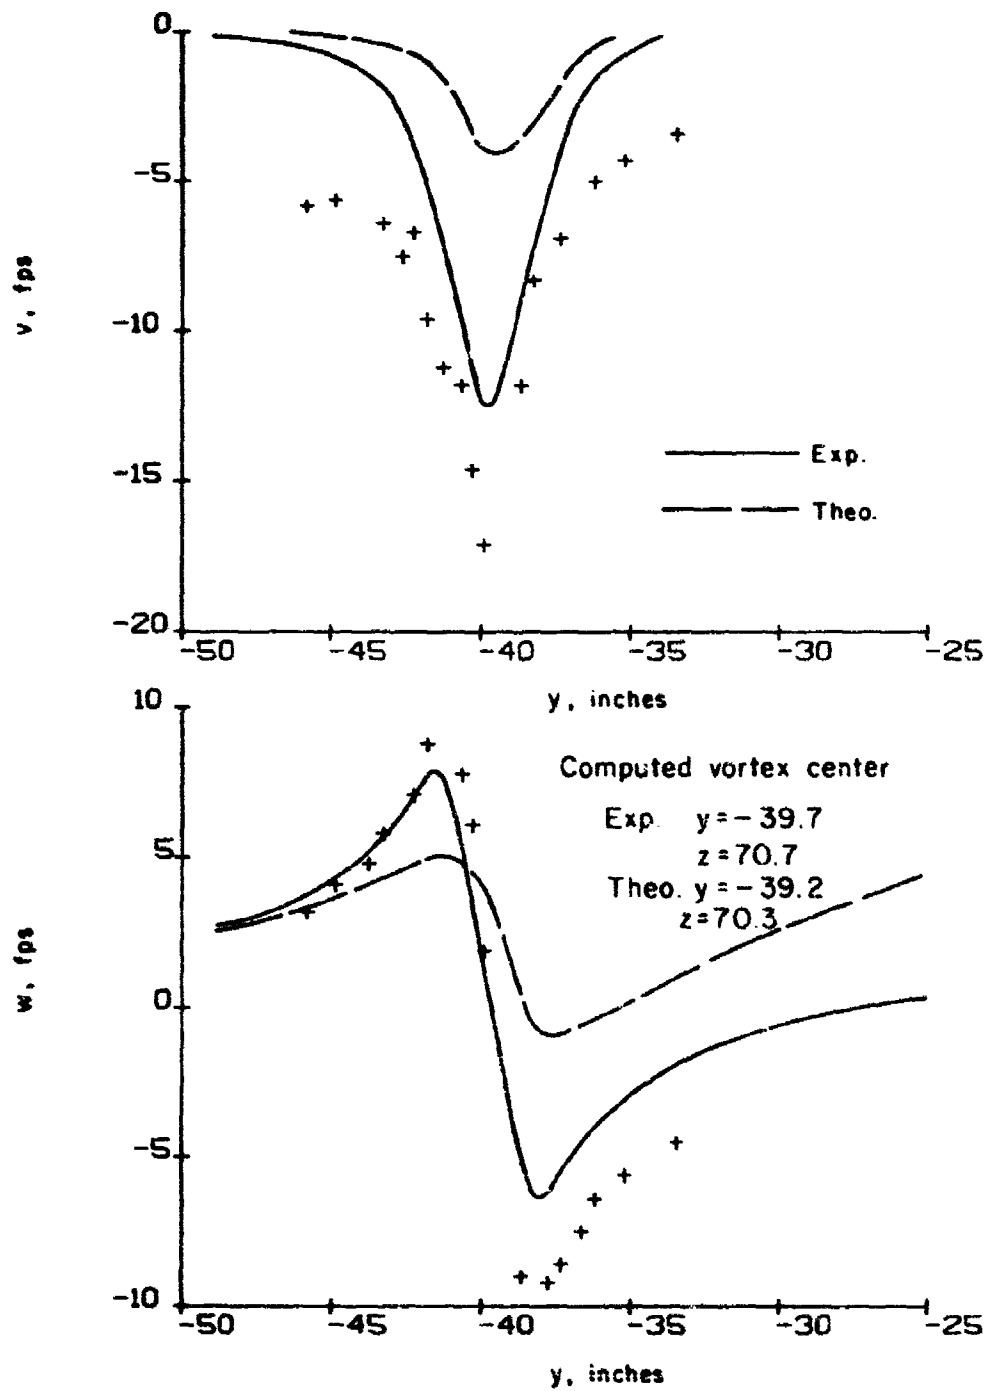 0
-5
-10
-15
-20
v, fps
Exp.
Theo.
-50 -45 -40 -35 -30 -25
y, inches
10
5
0
-5
-10
w, fps
Computed vortex center
Exp. y=-39.7
z=70.7
Theo. y=-39.2
z=70.3
-50 -45 -40 -35 -30 -25
y, inches